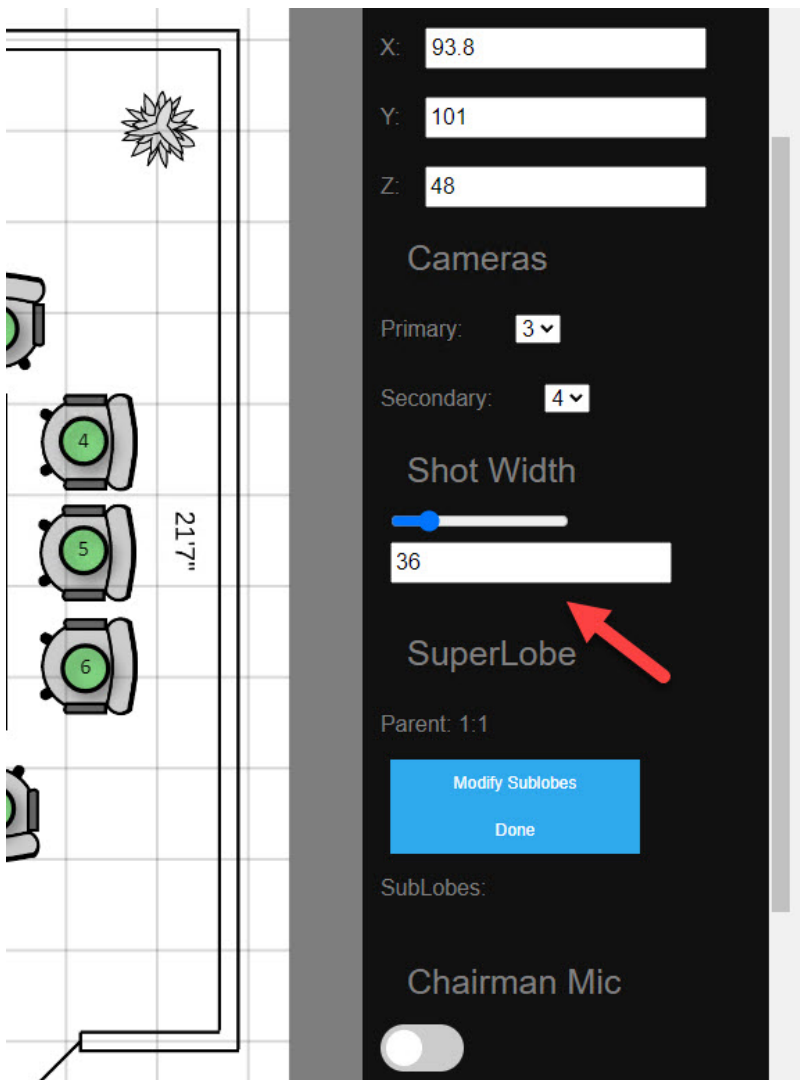 4
5
6
21'7"
X: 93.8
Y: 101
Z: 48
Cameras
Primary: 3
Secondary: 4
Shot Width
36
SuperLobe
Parent: 1:1
Modify Sublobes
Done
SubLobes:
Chairman Mic